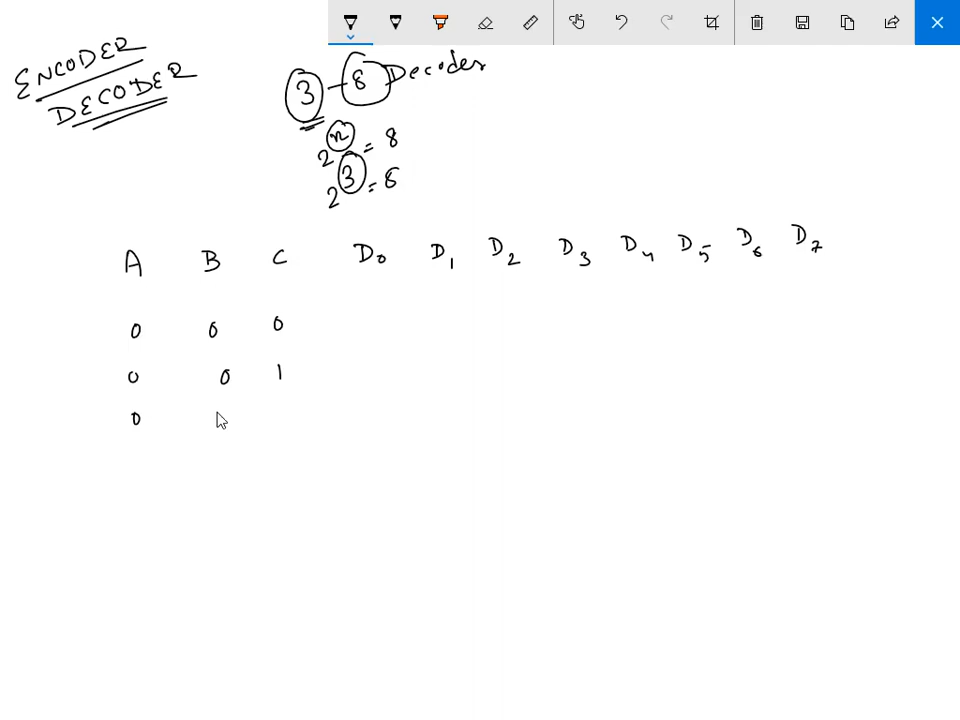 ENCODER
DECODER
3 - 8 Decoder
2^n = 8
2^3 = 8
A B C D0 D1 D2 D3 D4 D5 D6 D7
0 0 0
0 0 1
0